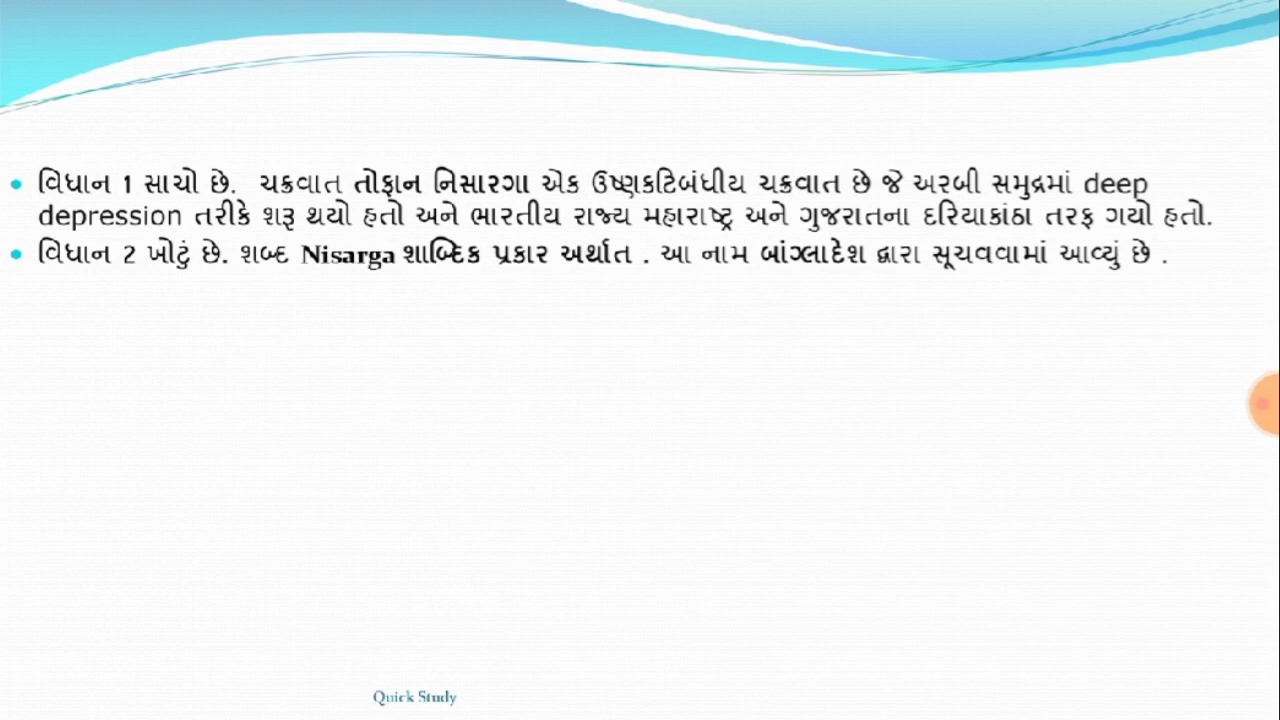 વિધાન 1 સાચો છે. ચક્રવાત તોફાન નિસારગા એક ઉષ્ણકટિબંધીય ચક્રવાત છે જે અરબી સમુદ્રમાં deep
depression તરીકે શરૂ થયો હતો અને ભારતીય રાજ્ય મહારાષ્ટ્ર અને ગુજરાતના દરિયાકાંઠા તરફ ગયો હતો.
વિધાન 2 ખોટું છે. શબ્દ Nisarga શાબ્દિક પ્રકાર અર્થાત . આ નામ બાંગ્લાદેશ દ્વારા સૂચવવામાં આવ્યું છે .
Quick Study